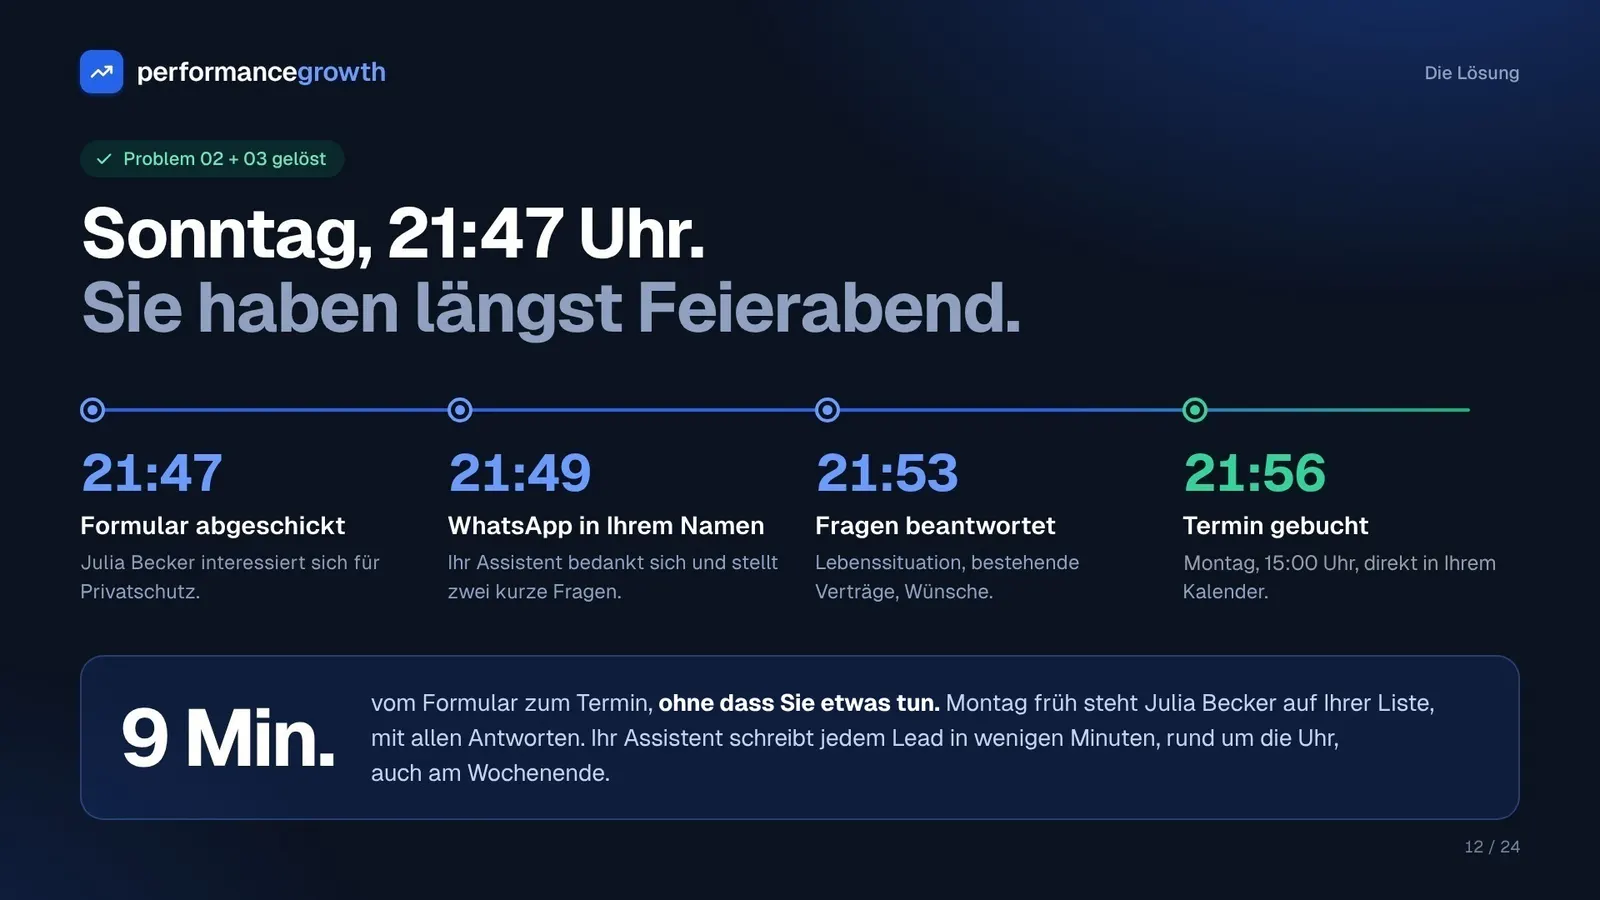 performancegrowth
Die Lösung
Problem 02 + 03 gelöst
Sonntag, 21:47 Uhr.
Sie haben längst Feierabend.
21:47
Formular abgeschickt
Julia Becker interessiert sich für
Privatschutz.
21:49
WhatsApp in Ihrem Namen
Ihr Assistent bedankt sich und stellt
zwei kurze Fragen.
21:53
Fragen beantwortet
Lebenssituation, bestehende
Verträge, Wünsche.
21:56
Termin gebucht
Montag, 15:00 Uhr, direkt in Ihrem
Kalender.
9 Min.
vom Formular zum Termin, ohne dass Sie etwas tun. Montag früh steht Julia Becker auf Ihrer Liste,
mit allen Antworten. Ihr Assistent schreibt jedem Lead in wenigen Minuten, rund um die Uhr,
auch am Wochenende.
12 / 24